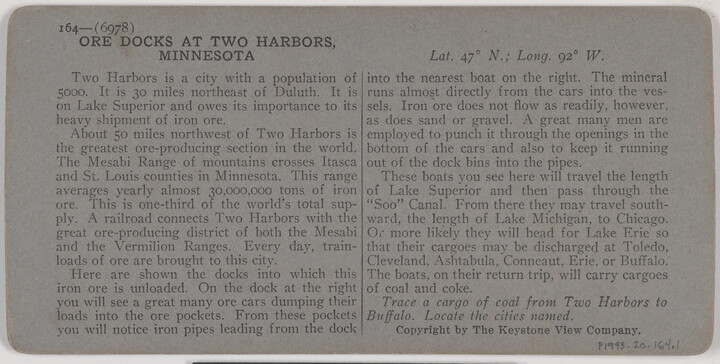 164—(6978)
ORE DOCKS AT TWO HARBORS,
MINNESOTA
Lat. 47° N.; Long. 92° W.
Two Harbors is a city with a population of
5000. It is 30 miles northeast of Duluth. It is
on Lake Superior and owes its importance to its
heavy shipment of iron ore.
About 50 miles northwest of Two Harbors is
the greatest ore-producing section in the world.
The Mesabi Range of mountains crosses Itasca
and St. Louis counties in Minnesota. This range
averages yearly almost 30,000,000 tons of iron
ore. This is one-third of the world's total sup-
ply. A railroad connects Two Harbors with the
great ore-producing district of both the Mesabi
and the Vermilion Ranges. Every day, train-
loads of ore are brought to this city.
Here are shown the docks into which this
iron ore is unloaded. On the dock at the right
you will see a great many ore cars dumping their
loads into the ore pockets. From these pockets
you will notice iron pipes leading from the dock
into the nearest boat on the right. The mineral
runs almost directly from the cars into the ves-
sels. Iron ore does not flow as readily, however,
as does sand or gravel. A great many men are
employed to punch it through the openings in the
bottom of the cars and also to keep it running
out of the dock bins into the pipes.
These boats you see here will travel the length
of Lake Superior and then pass through the
"Soo" Canal. From there they may travel south-
ward, the length of Lake Michigan, to Chicago.
Or more likely they will head for Lake Erie so
that their cargoes may be discharged at Toledo,
Cleveland, Ashtabula, Conneaut, Erie, or Buffalo.
The boats, on their return trip, will carry cargoes
of coal and coke.
Trace a cargo of coal from Two Harbors to
Buffalo. Locate the cities named.
Copyright by The Keystone View Company.
P1993.20.164.1